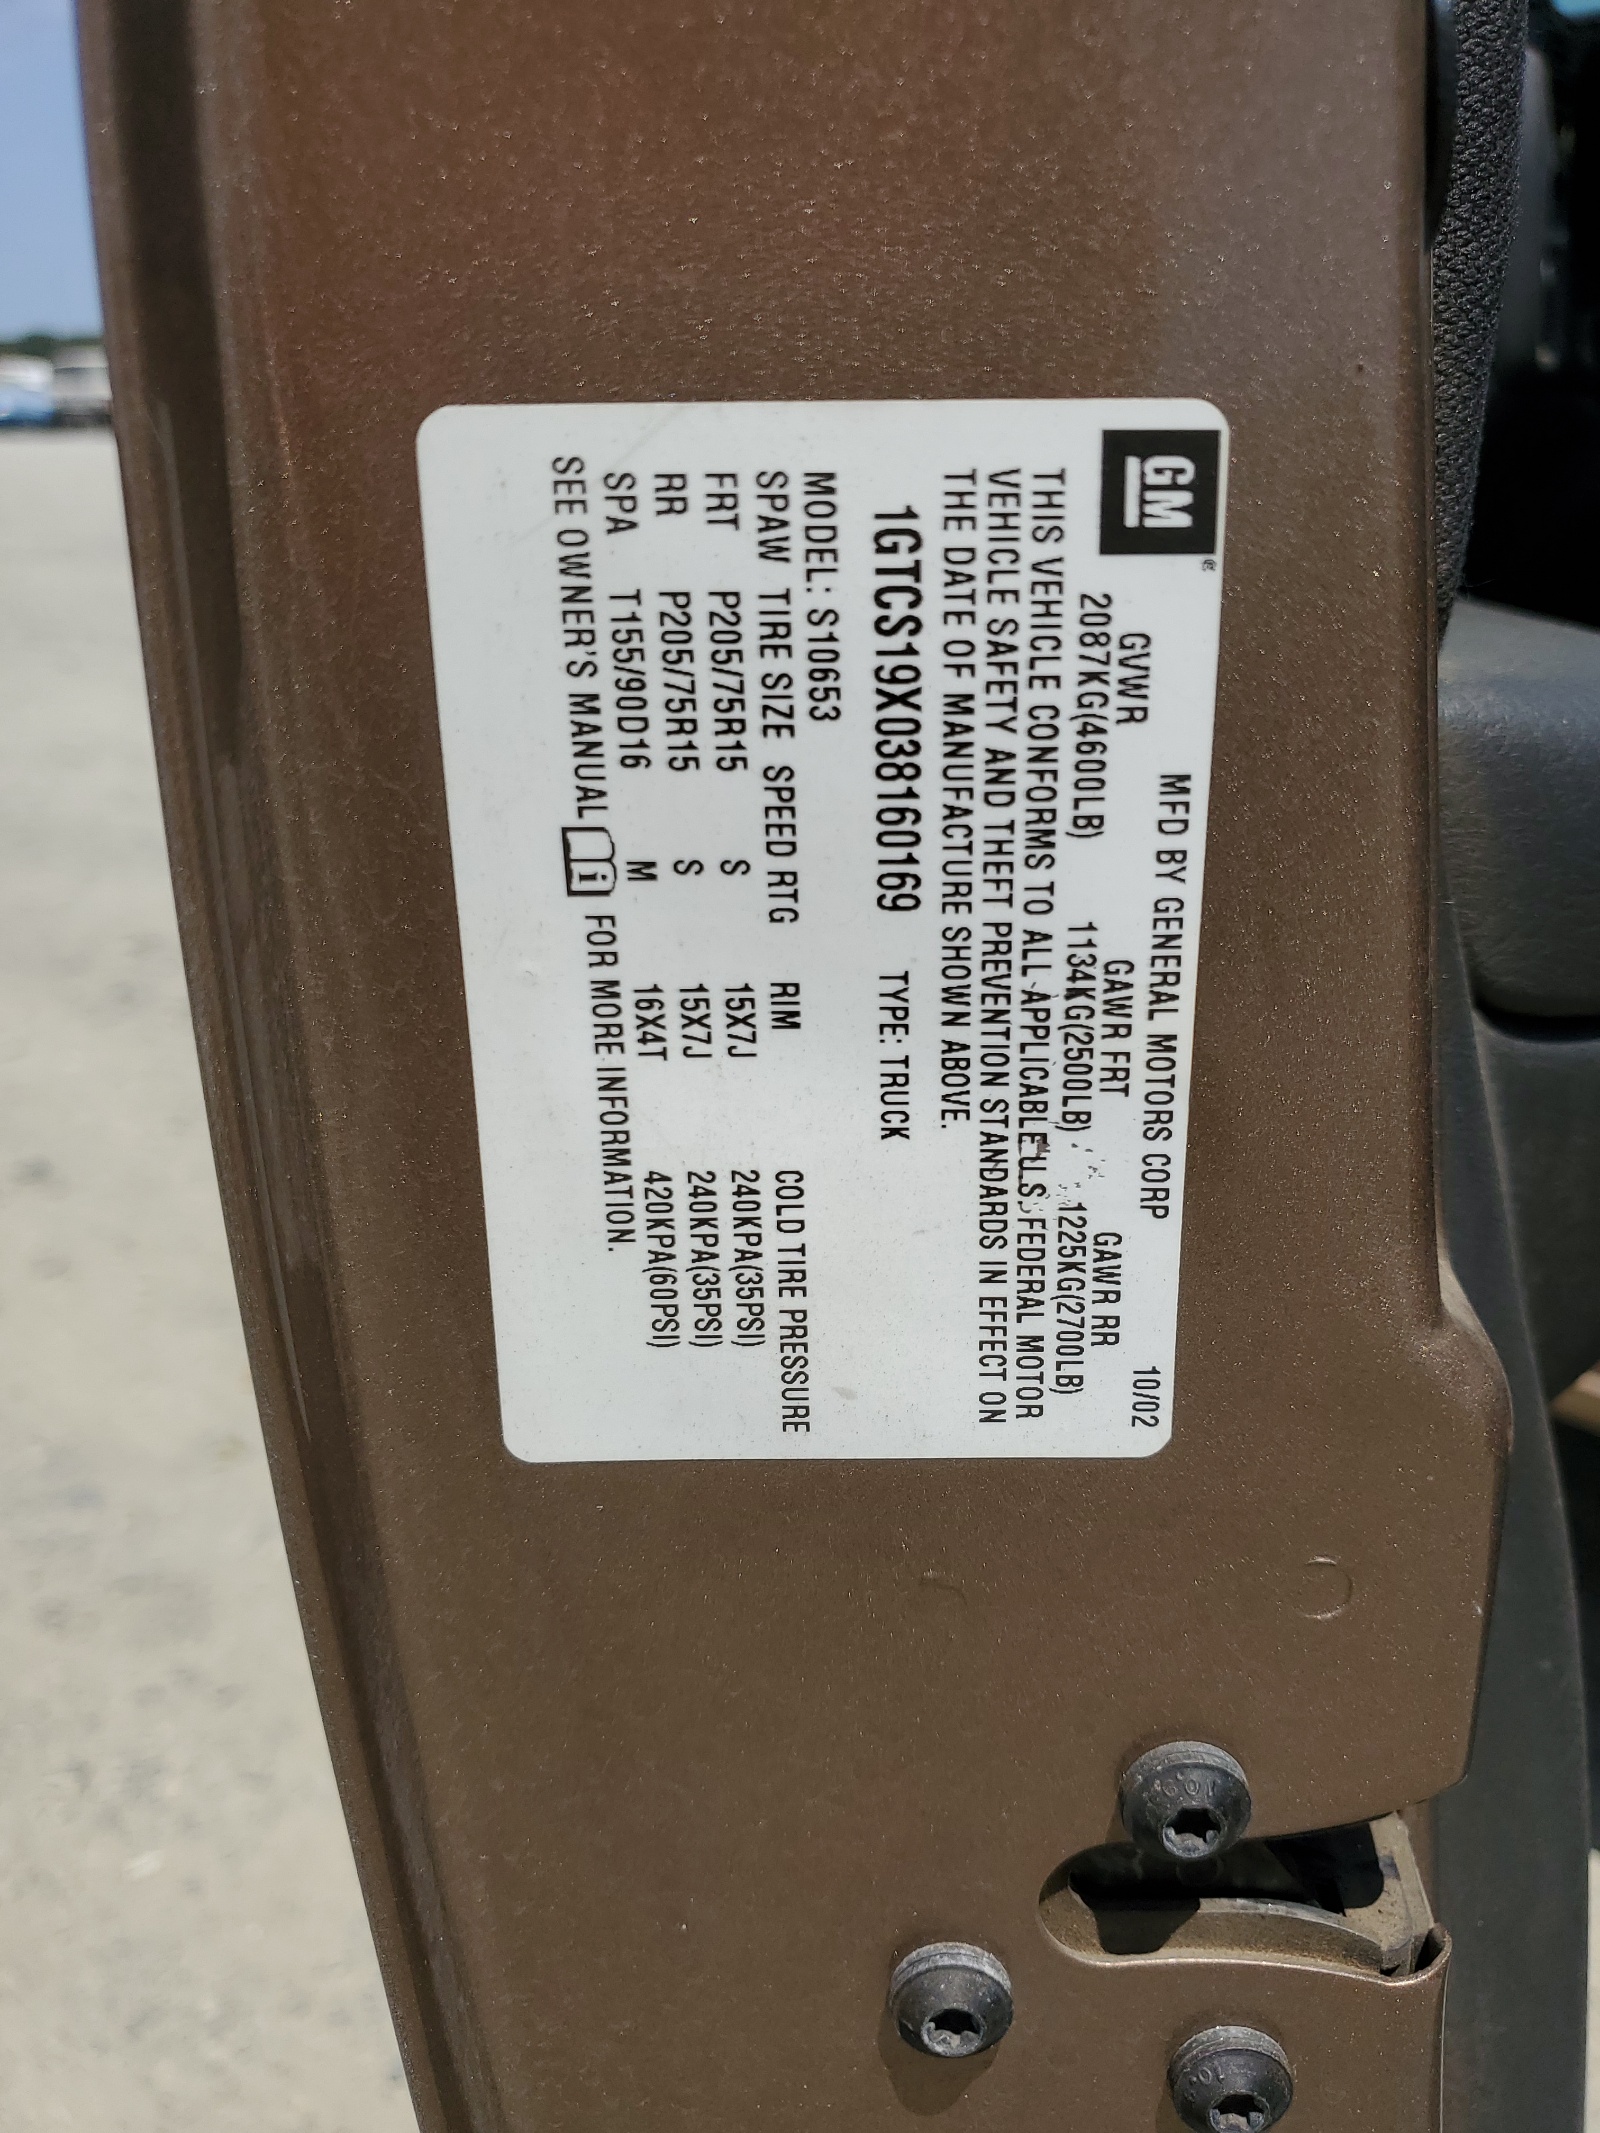 GM®
MFD BY GENERAL MOTORS CORP 10/02
GVWR GAWR FRT GAWR RR
2087KG(4600LB) 1134KG(2500LB) 1225KG(2700LB)
THIS VEHICLE CONFORMS TO ALL APPLICABLE U.S. FEDERAL MOTOR
VEHICLE SAFETY AND THEFT PREVENTION STANDARDS IN EFFECT ON
THE DATE OF MANUFACTURE SHOWN ABOVE.
1GTCS19X038160169 TYPE: TRUCK
MODEL: S10653
SPAW TIRE SIZE SPEED RTG RIM COLD TIRE PRESSURE
FRT P205/75R15 S 15X7J 240KPA(35PSI)
RR P205/75R15 S 15X7J 240KPA(35PSI)
SPA T155/90D16 M 16X4T 420KPA(60PSI)
SEE OWNER'S MANUAL i FOR MORE INFORMATION.